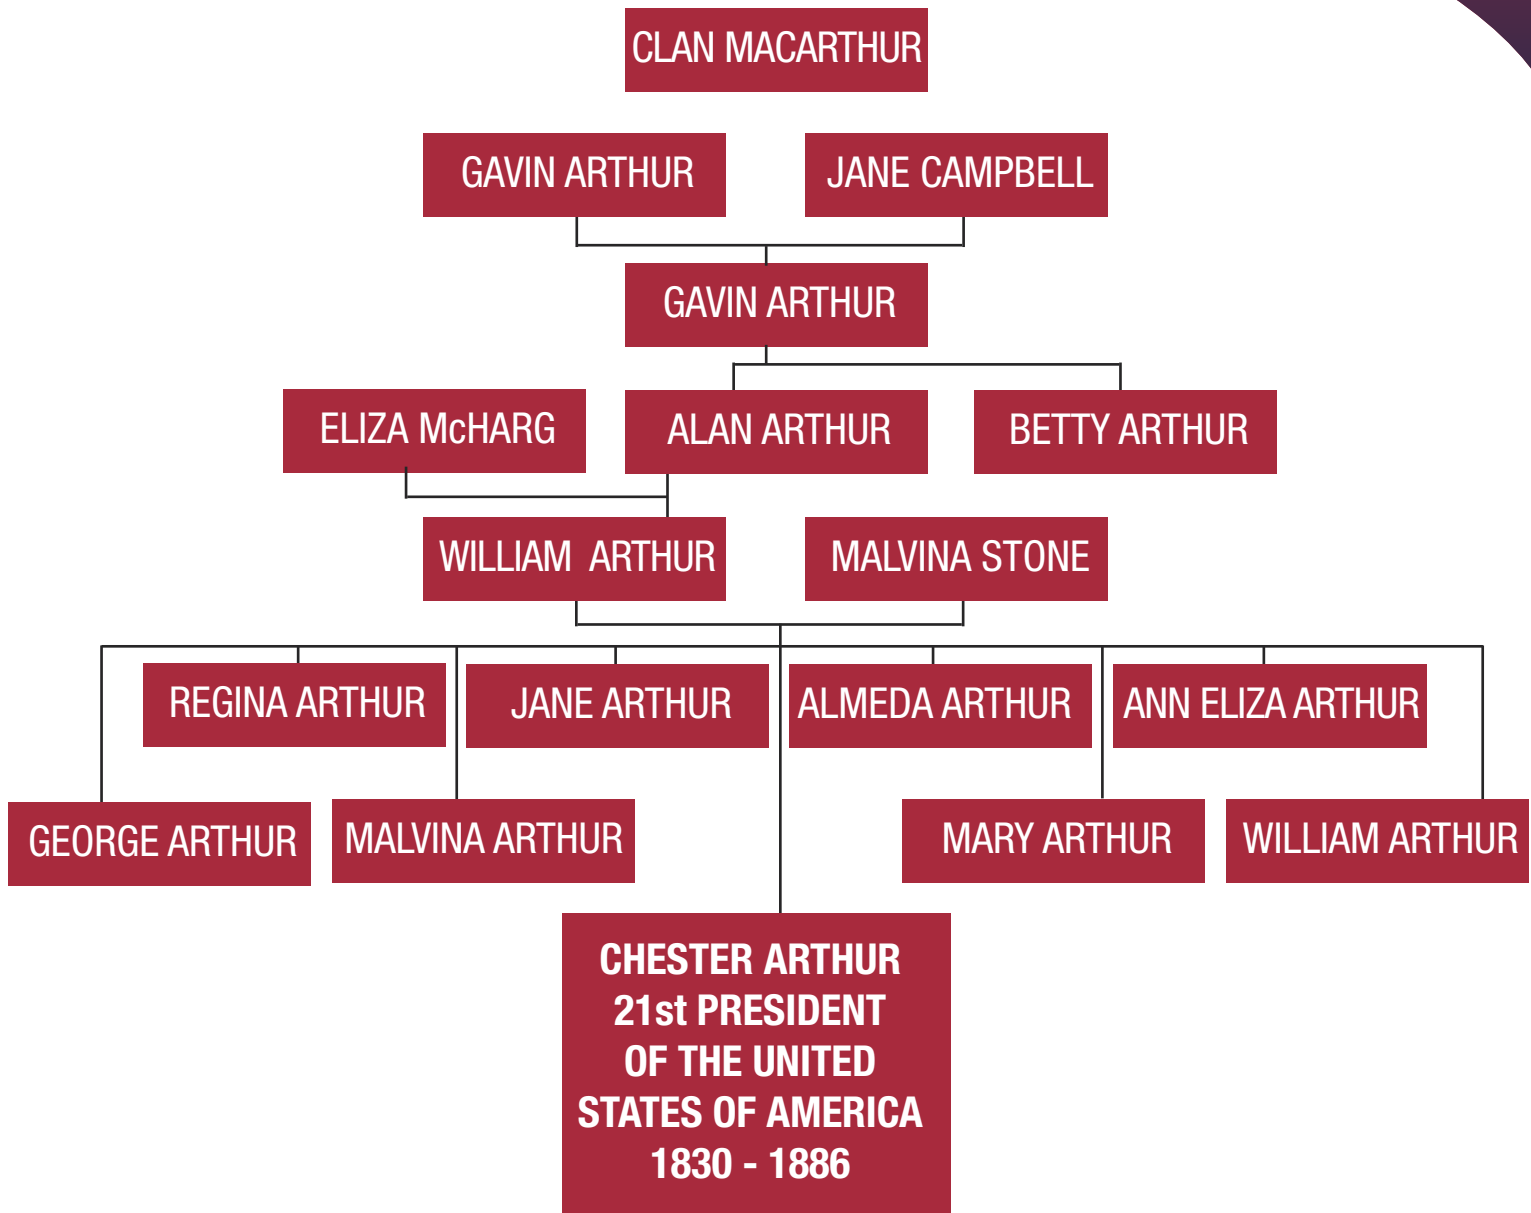 CLAN MACARTHUR
GAVIN ARTHUR
JANE CAMPBELL
GAVIN ARTHUR
ELIZA McHARG
ALAN ARTHUR
BETTY ARTHUR
WILLIAM ARTHUR
MALVINA STONE
REGINA ARTHUR
JANE ARTHUR
ALMEDA ARTHUR
ANN ELIZA ARTHUR
GEORGE ARTHUR
MALVINA ARTHUR
MARY ARTHUR
WILLIAM ARTHUR
CHESTER ARTHUR
21st PRESIDENT
OF THE UNITED
STATES OF AMERICA
1830 - 1886